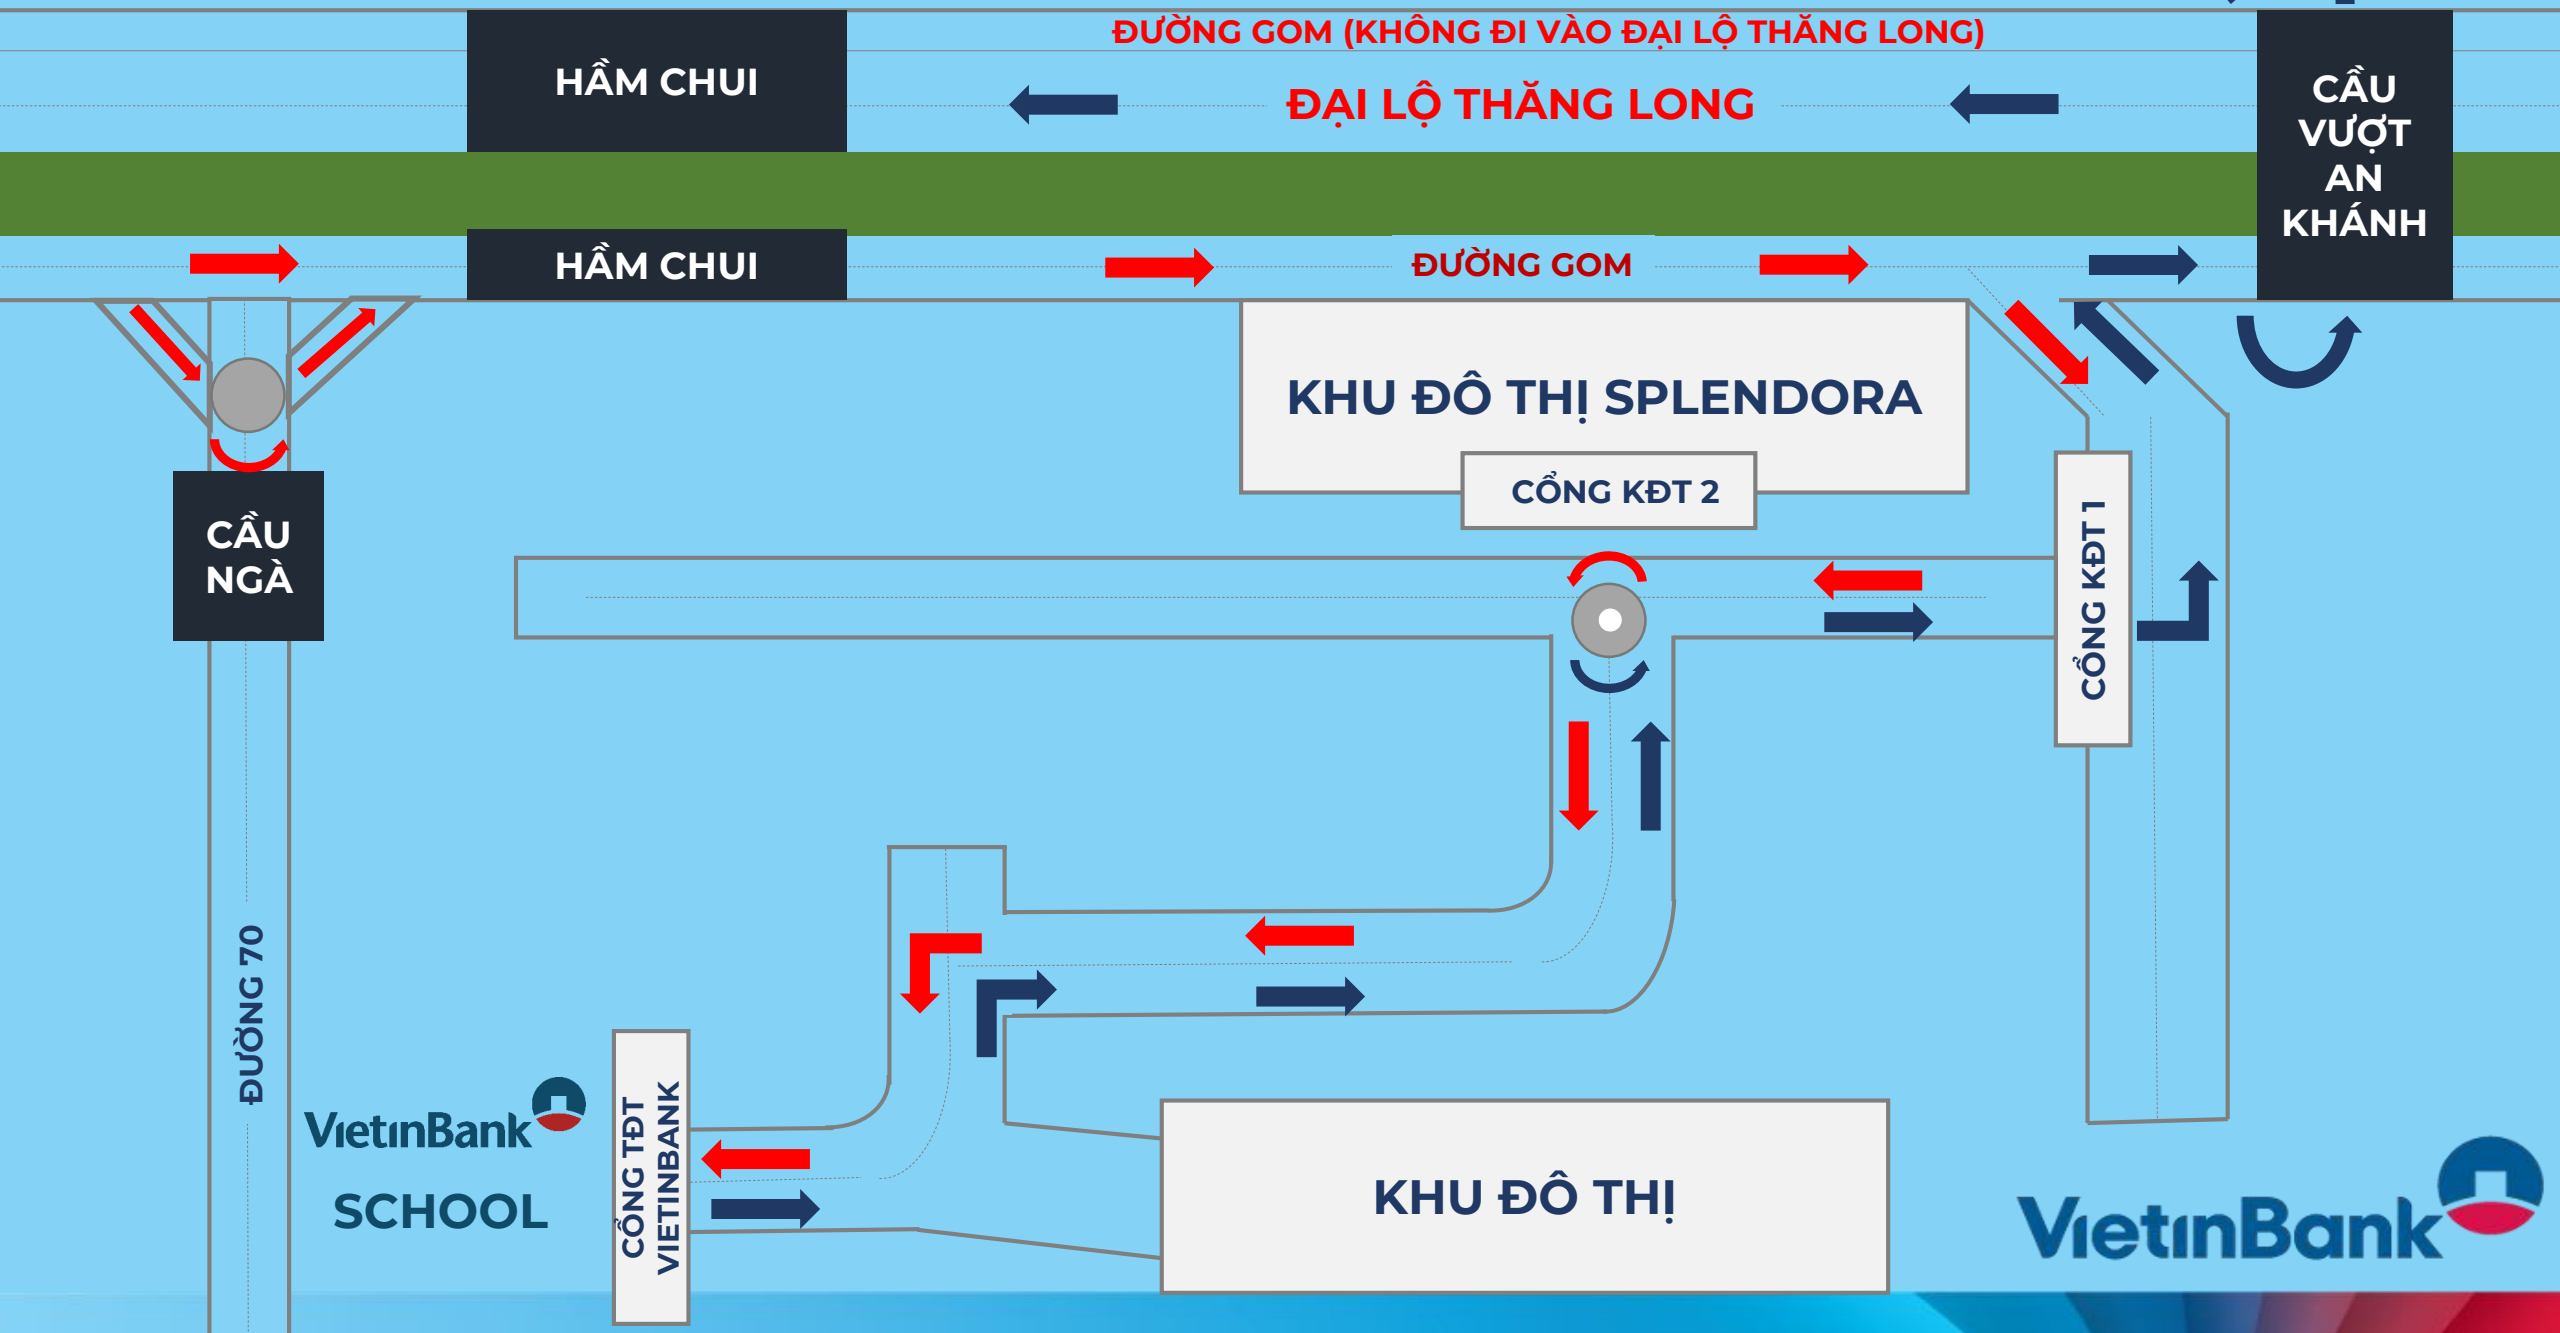 ĐƯỜNG GOM (KHÔNG ĐI VÀO ĐẠI LỘ THĂNG LONG)
HẦM CHUI
ĐẠI LỘ THĂNG LONG
CẦU
VƯỢT
AN
KHÁNH
HẦM CHUI
ĐƯỜNG GOM
KHU ĐÔ THỊ SPLENDORA
CỔNG KĐT 2
CẦU
NGÀ
CỔNG KĐT 1
ĐƯỜNG 70
VietinBank
SCHOOL
CỔNG TĐT
VIETINBANK
KHU ĐÔ THỊ
VietinBank